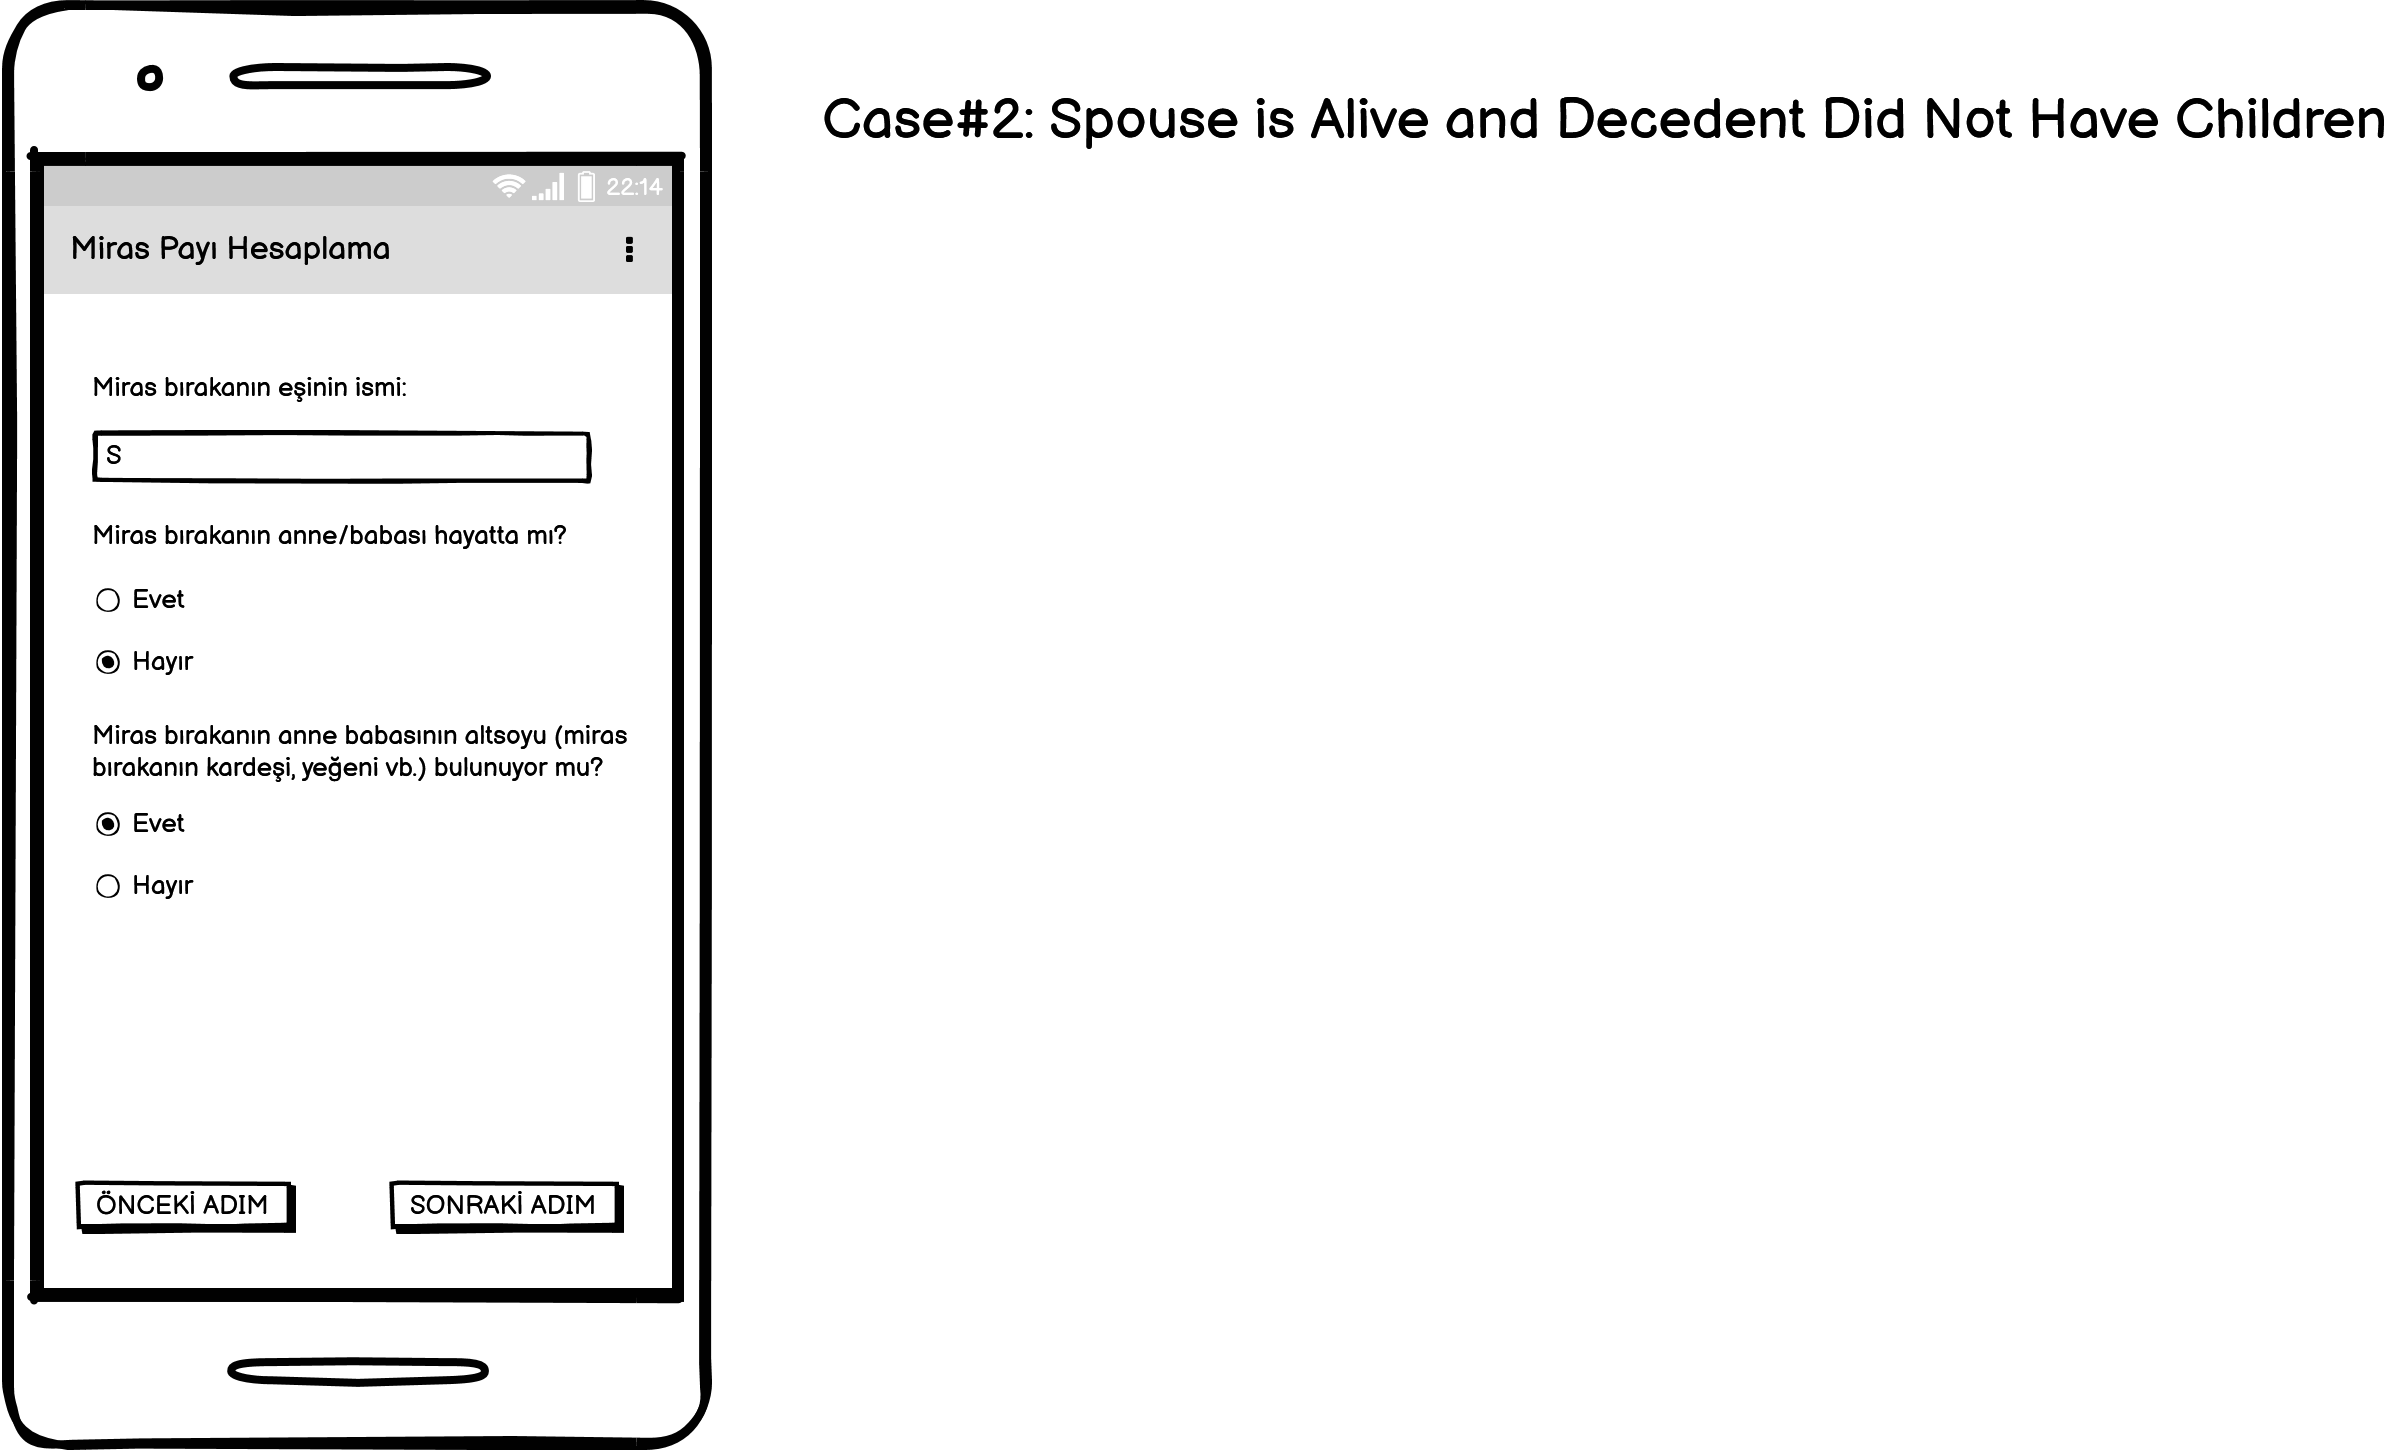 Case#2: Spouse is Alive and Decedent Did Not Have Children
22:14
Miras Payı Hesaplama
Miras bırakanın eşinin ismi:
S
Miras bırakanın anne/babası hayatta mı?
Evet
Hayır
Miras bırakanın anne babasının altsoyu (miras
bırakanın kardeşi, yeğeni vb.) bulunuyor mu?
Evet
Hayır
ÖNCEKİ ADIM
SONRAKİ ADIM